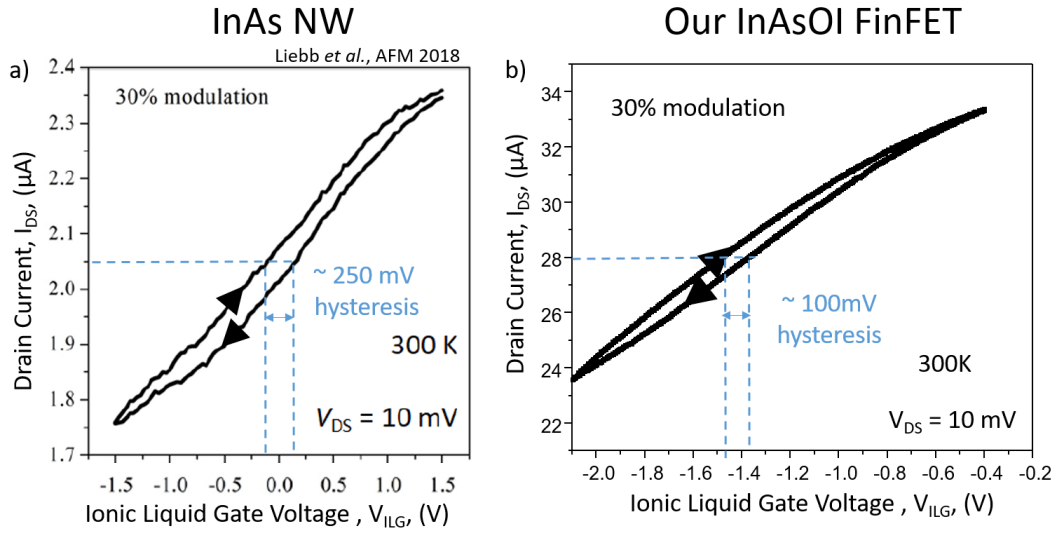 InAs NW
Our InAsOI FinFET
Liebb et al., AFM 2018
a)
2.4
2.3
2.2
2.1
2.0
1.9
1.8
1.7
Drain Current, IDS, (µA)
30% modulation
~ 250 mV
hysteresis
300 K
VDS = 10 mV
-1.5 -1.0 -0.5 0.0 0.5 1.0 1.5
Ionic Liquid Gate Voltage , VILG, (V)
b)
34
32
30
28
26
24
22
Drain Current, IDS, (µA)
30% modulation
~ 100mV
hysteresis
300K
VDS = 10 mV
-2.0 -1.8 -1.6 -1.4 -1.2 -1.0 -0.8 -0.6 -0.4 -0.2
Ionic Liquid Gate Voltage , VILG, (V)